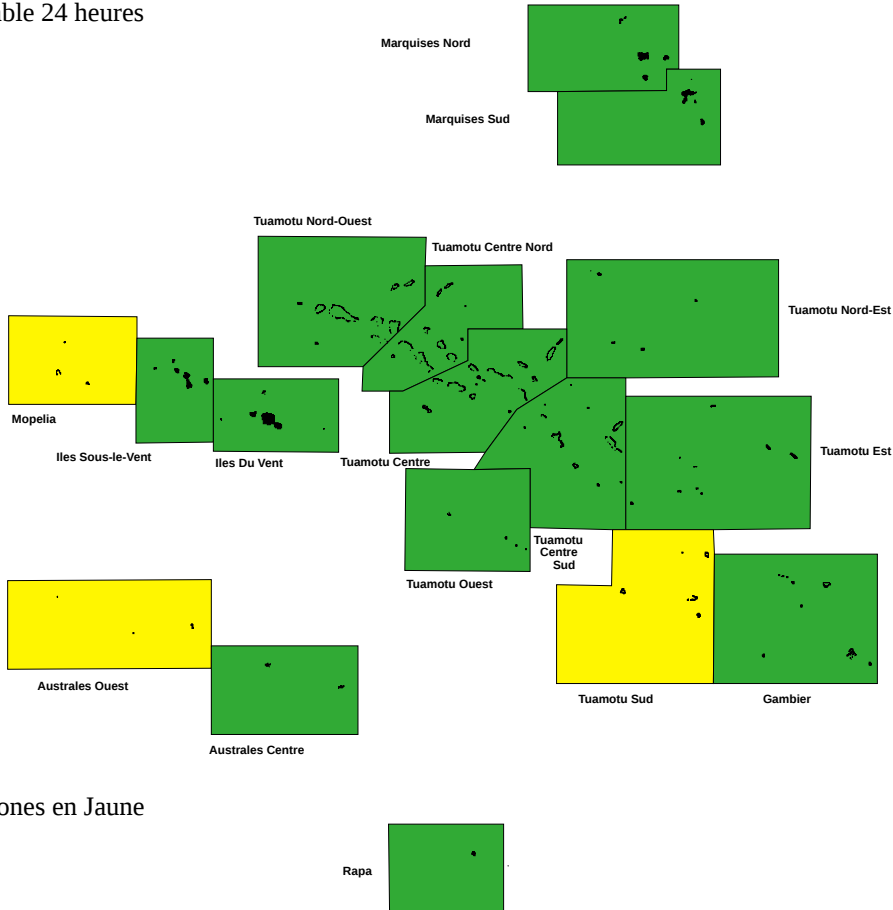 24 heures
Marquises Nord
Marquises Sud
Tuamotu Nord-Ouest
Tuamotu Centre Nord
Tuamotu Nord-Est
Mopelia
Iles Sous-le-Vent
Iles Du Vent
Tuamotu Centre
Tuamotu Est
Tuamotu
Centre
Sud
Tuamotu Ouest
Australes Ouest
Tuamotu Sud
Gambier
Australes Centre
en Jaune
Rapa